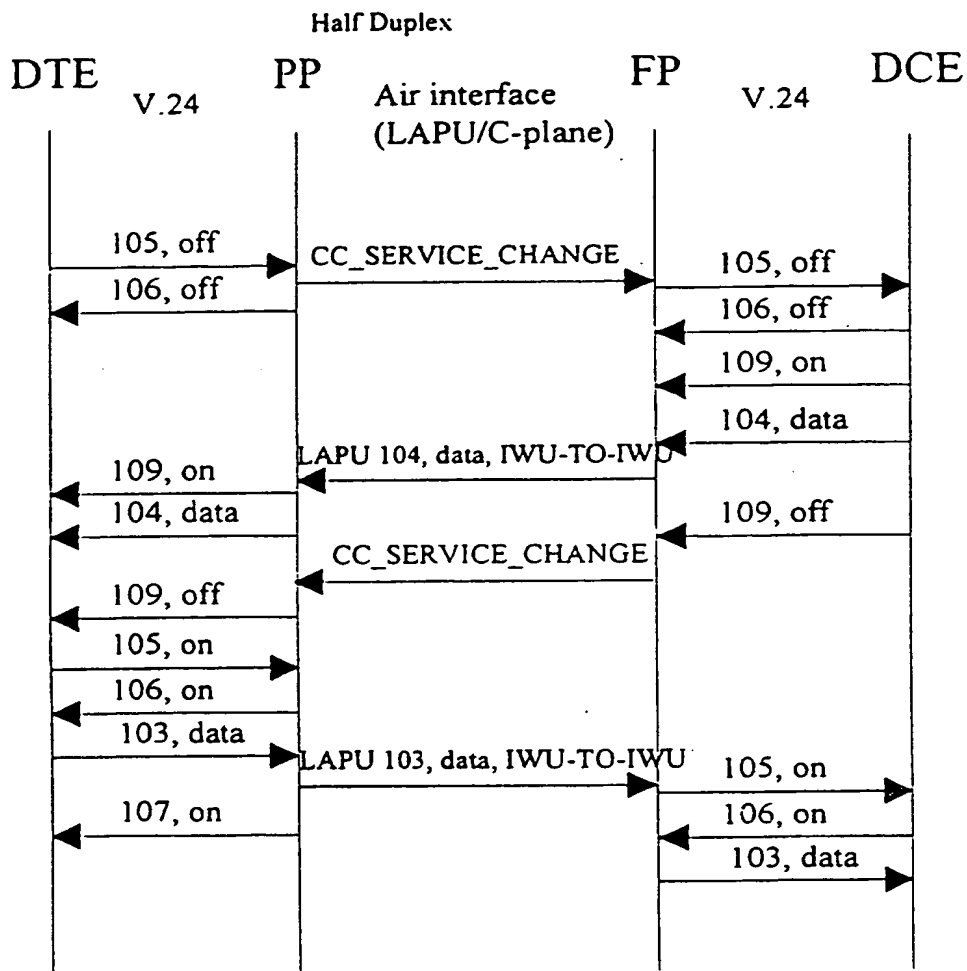 Half Duplex
DTE PP FP DCE
V.24 Air interface V.24
(LAPU/C-plane)
105, off CC_SERVICE_CHANGE 105, off
106, off 106, off
109, on
104, data
LAPU 104, data, IWU-TO-IWU
109, on
104, data 109, off
CC_SERVICE_CHANGE
109, off
105, on
106, on
103, data
LAPU 103, data, IWU-TO-IWU 105, on
107, on 106, on
103, data